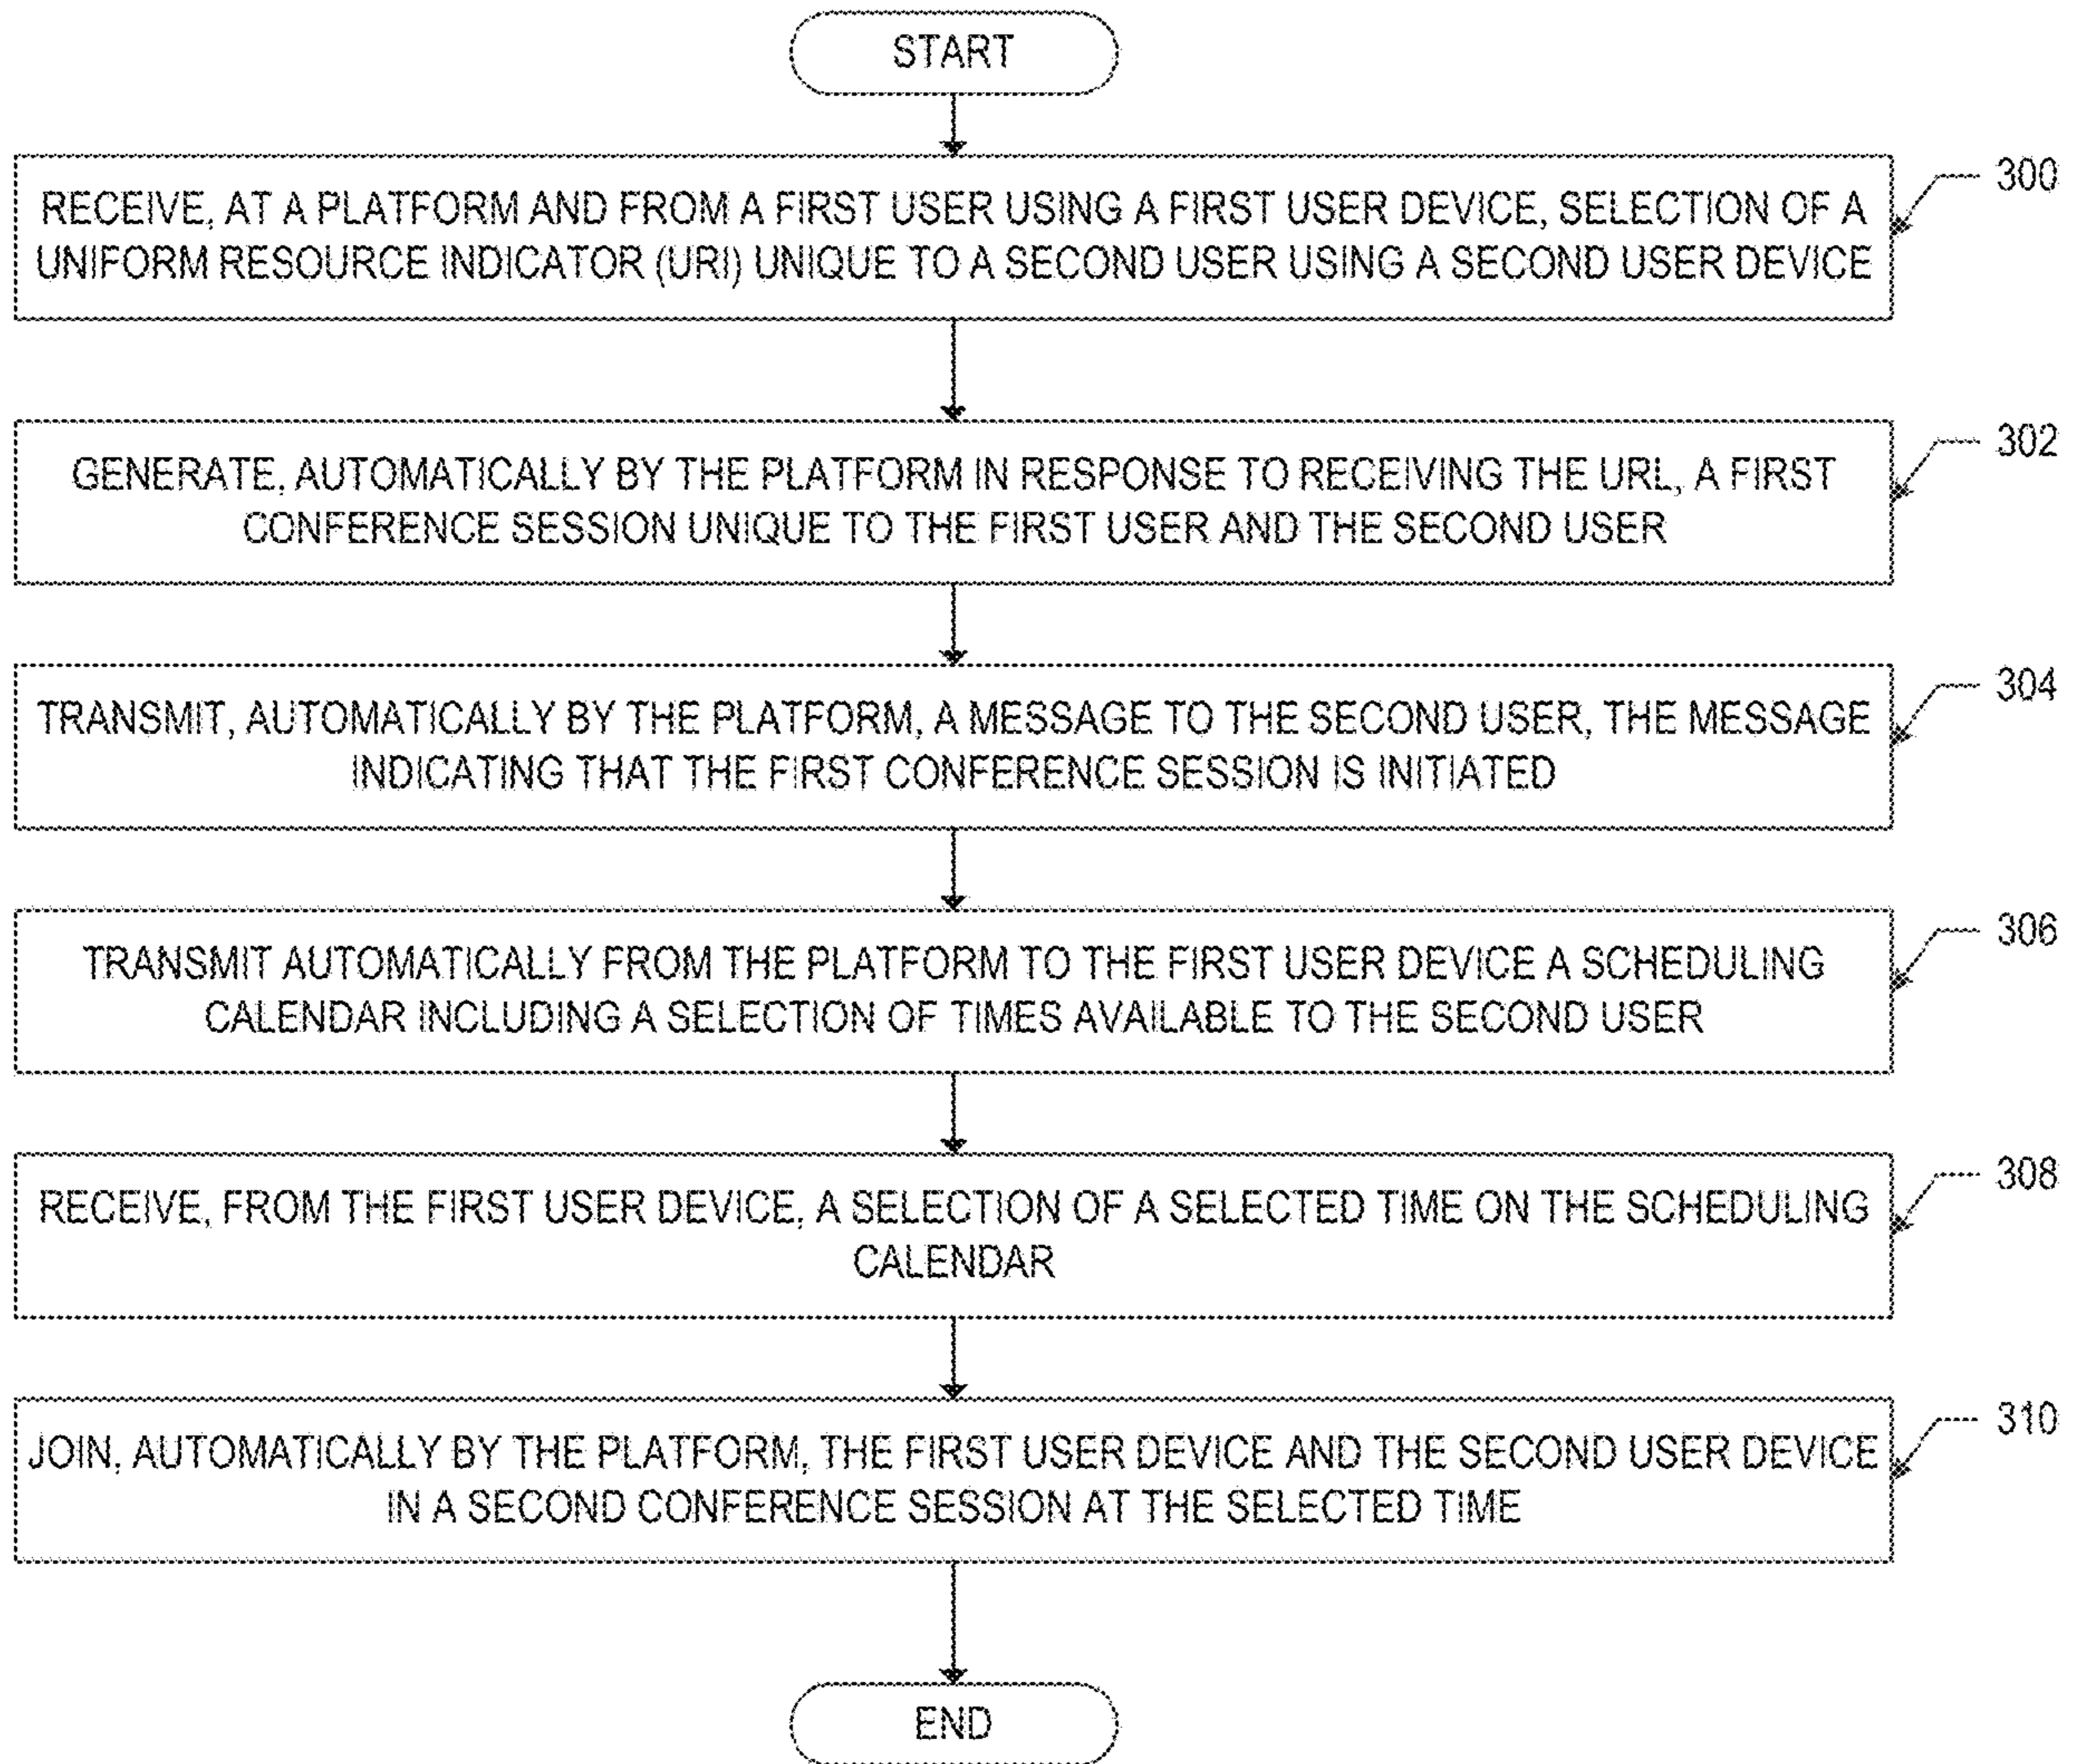 START
RECEIVE, AT A PLATFORM AND FROM A FIRST USER USING A FIRST USER DEVICE, SELECTION OF A
UNIFORM RESOURCE INDICATOR (URI) UNIQUE TO A SECOND USER USING A SECOND USER DEVICE
300
GENERATE, AUTOMATICALLY BY THE PLATFORM IN RESPONSE TO RECEIVING THE URL, A FIRST
CONFERENCE SESSION UNIQUE TO THE FIRST USER AND THE SECOND USER
302
TRANSMIT, AUTOMATICALLY BY THE PLATFORM, A MESSAGE TO THE SECOND USER, THE MESSAGE
INDICATING THAT THE FIRST CONFERENCE SESSION IS INITIATED
304
TRANSMIT AUTOMATICALLY FROM THE PLATFORM TO THE FIRST USER DEVICE A SCHEDULING
CALENDAR INCLUDING A SELECTION OF TIMES AVAILABLE TO THE SECOND USER
306
RECEIVE, FROM THE FIRST USER DEVICE, A SELECTION OF A SELECTED TIME ON THE SCHEDULING
CALENDAR
308
JOIN, AUTOMATICALLY BY THE PLATFORM, THE FIRST USER DEVICE AND THE SECOND USER DEVICE
IN A SECOND CONFERENCE SESSION AT THE SELECTED TIME
310
END